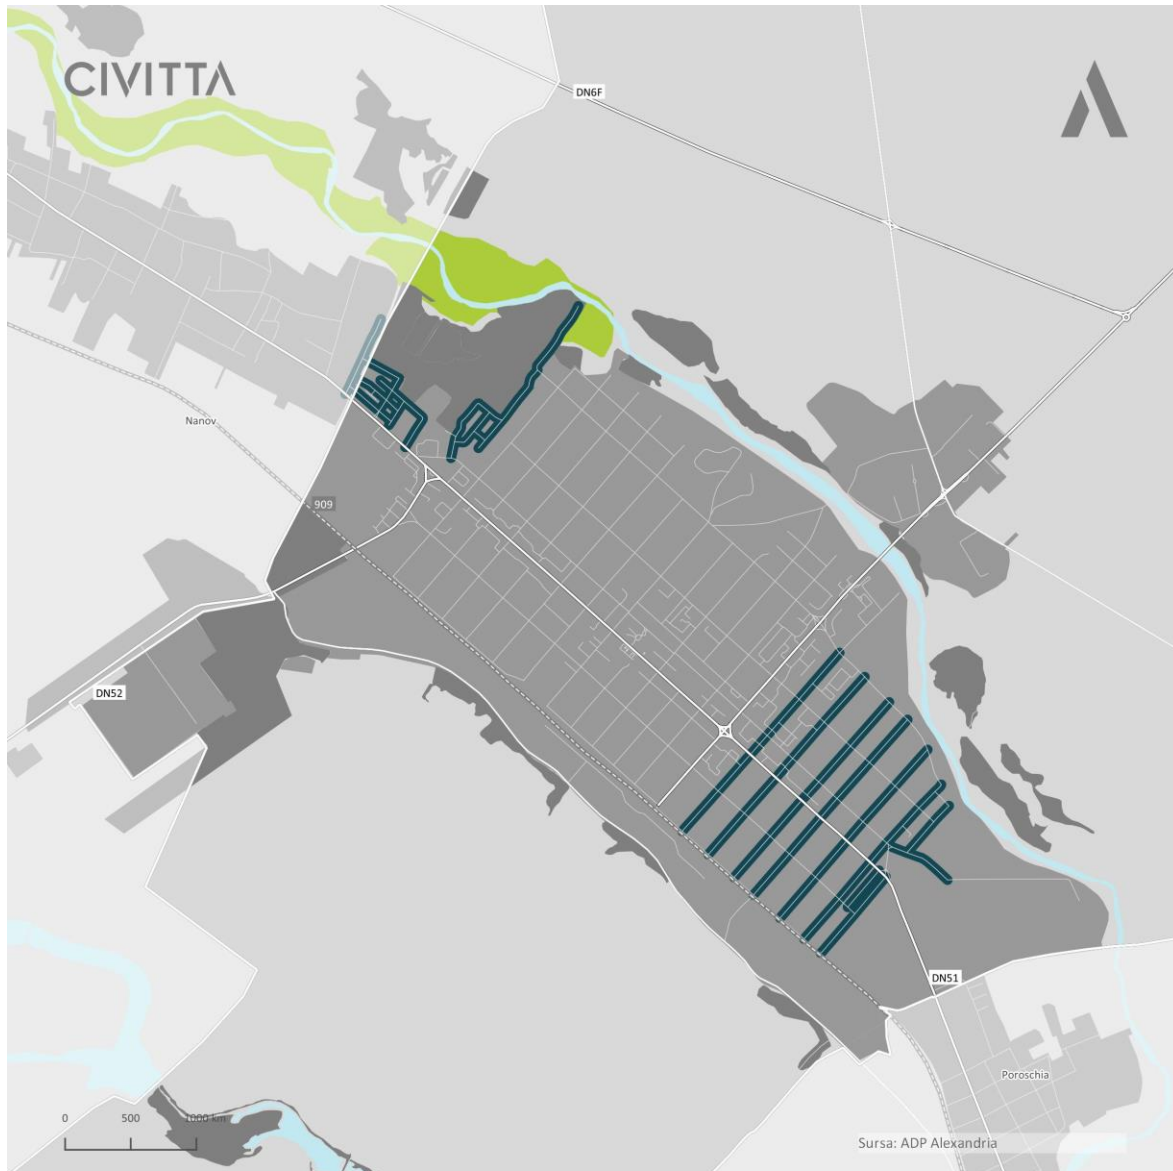 CIVITTA
DN6F
Nanov
909
DN52
DN51
Poroschia
0 500 1000 km
Sursa: ADP Alexandria